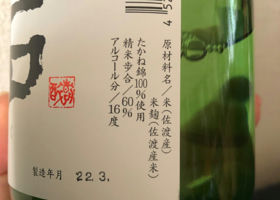 原材料名／米（佐渡産）
米麹（佐渡産米）
たかね錦100％使用
精米歩合／60％
アルコール分／16度
製造年月 22.3.